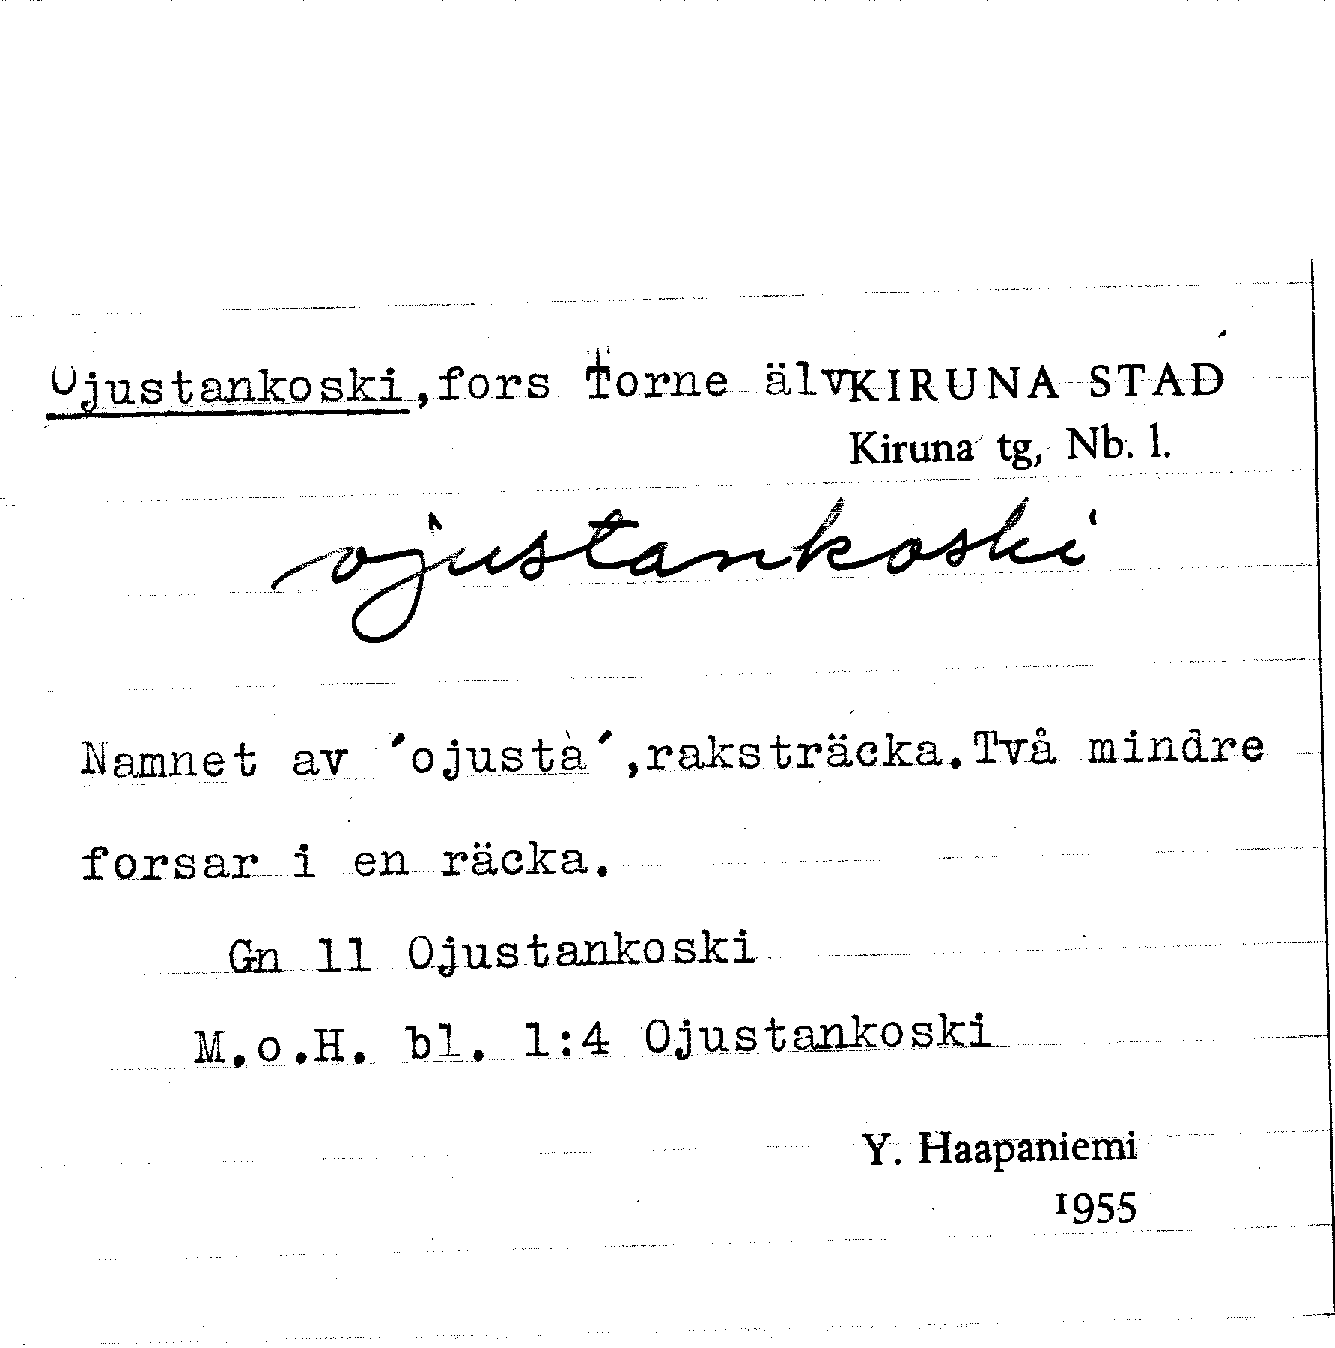 Ojustankoski,fors Torne älv KIRUNA STAD
Kiruna tg, Nb. l.
ojustankoski
Namnet av ´ojusta´,raksträcka.Två mindre
forsar i en räcka.
Gn 11 Ojustankoski
M.o.H. bl. 1:4 Ojustankoski
Y. Haapaniemi
1955